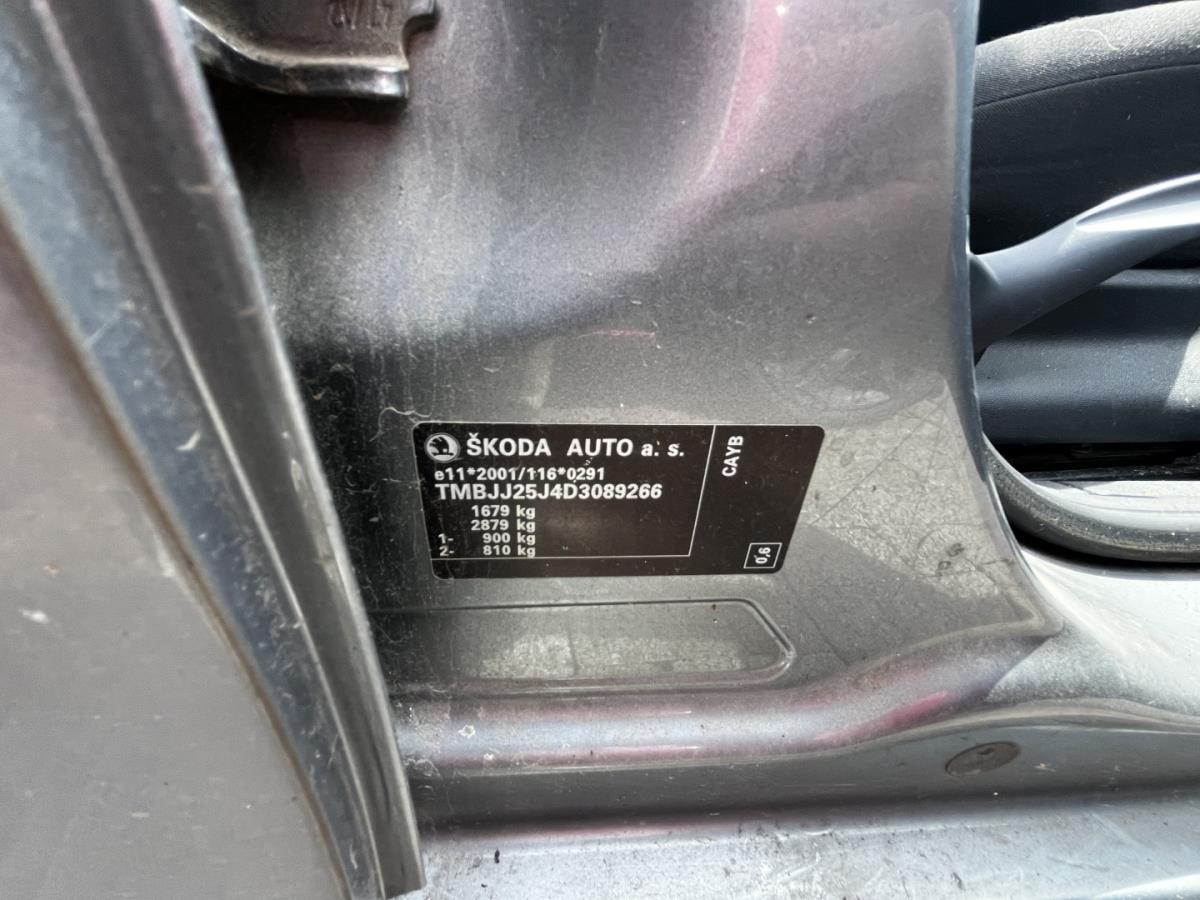 ŠKODA AUTO a. s.
e11*2001/116*0291
TMBJJ25J4D3089266
1679 kg
2879 kg
1- 900 kg
2- 810 kg
CAYB
0,6